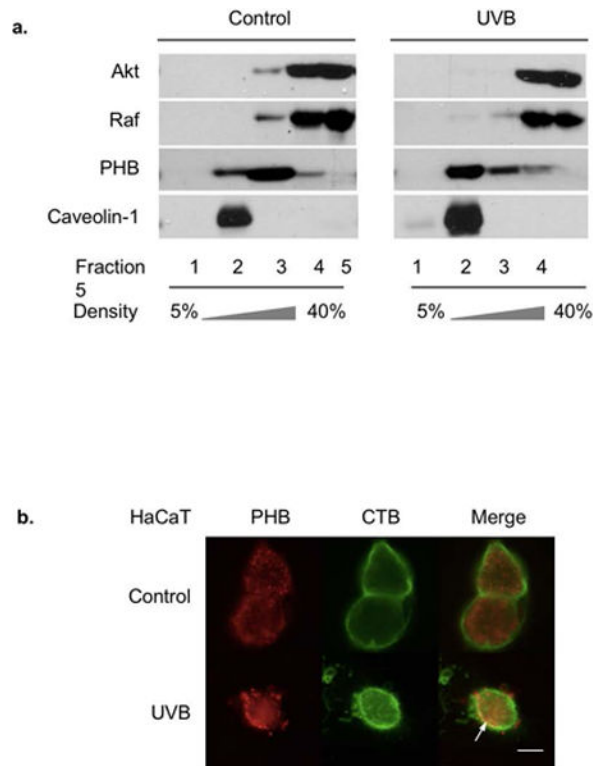 a.
Control UVB
Akt
Raf
PHB
Caveolin-1
Fraction 1 2 3 4 5 1 2 3 4
5
Density 5% 40% 5% 40%
b. HaCaT PHB CTB Merge
Control
UVB